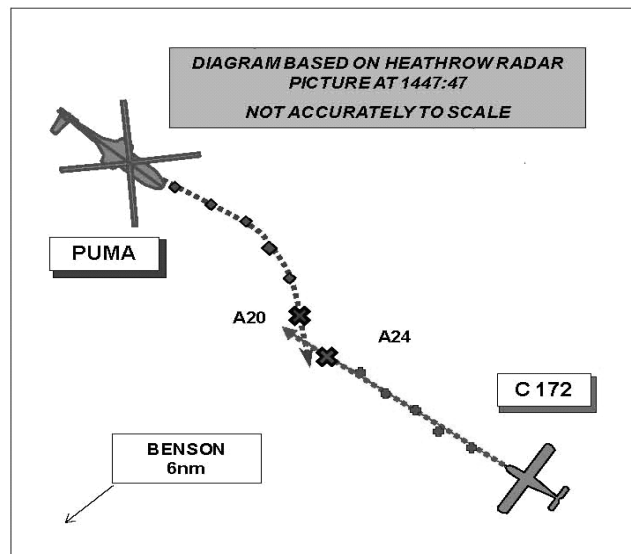 DIAGRAM BASED ON HEATHROW RADAR
PICTURE AT 1447:47
NOT ACCURATELY TO SCALE
PUMA
A20
A24
C 172
BENSON
6nm